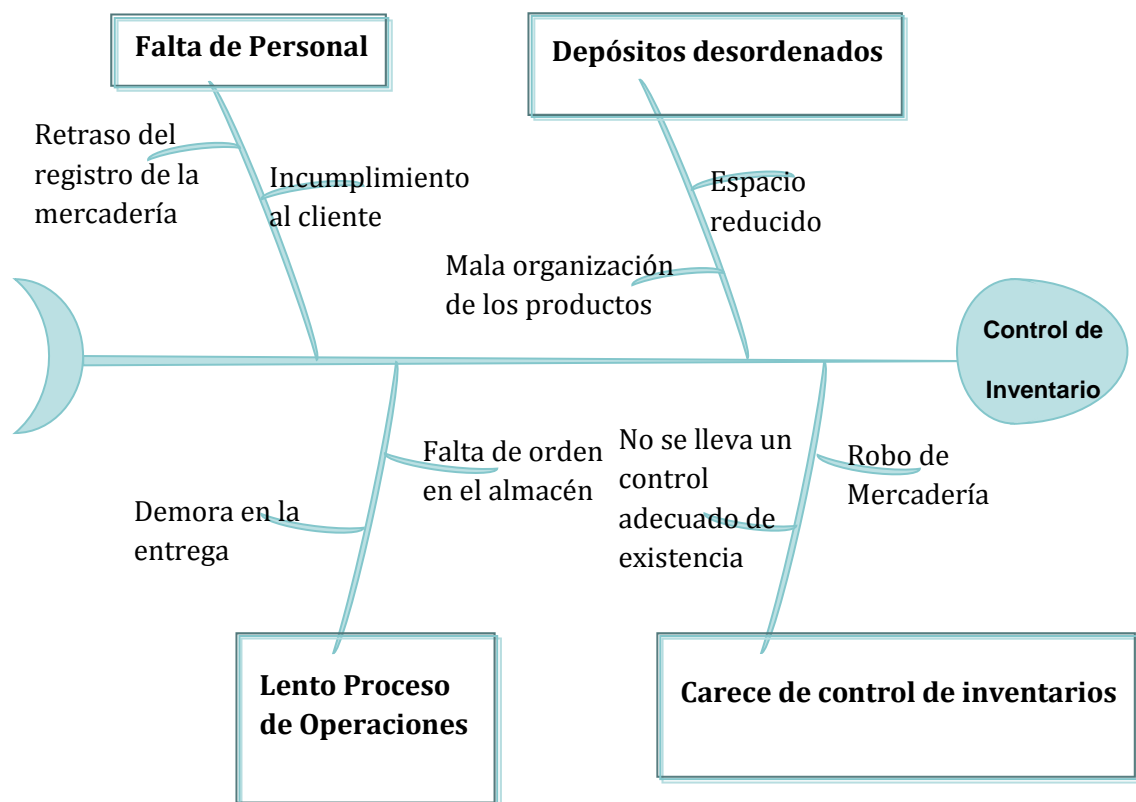 Falta de Personal
Depósitos desordenados
Retraso del
registro de la
mercadería
Incumplimiento
al cliente
Espacio
reducido
Mala organización
de los productos
Control de
Inventario
Falta de orden
en el almacén
Demora en la
entrega
No se lleva un
control
adecuado de
existencia
Robo de
Mercadería
Lento Proceso
de Operaciones
Carece de control de inventarios